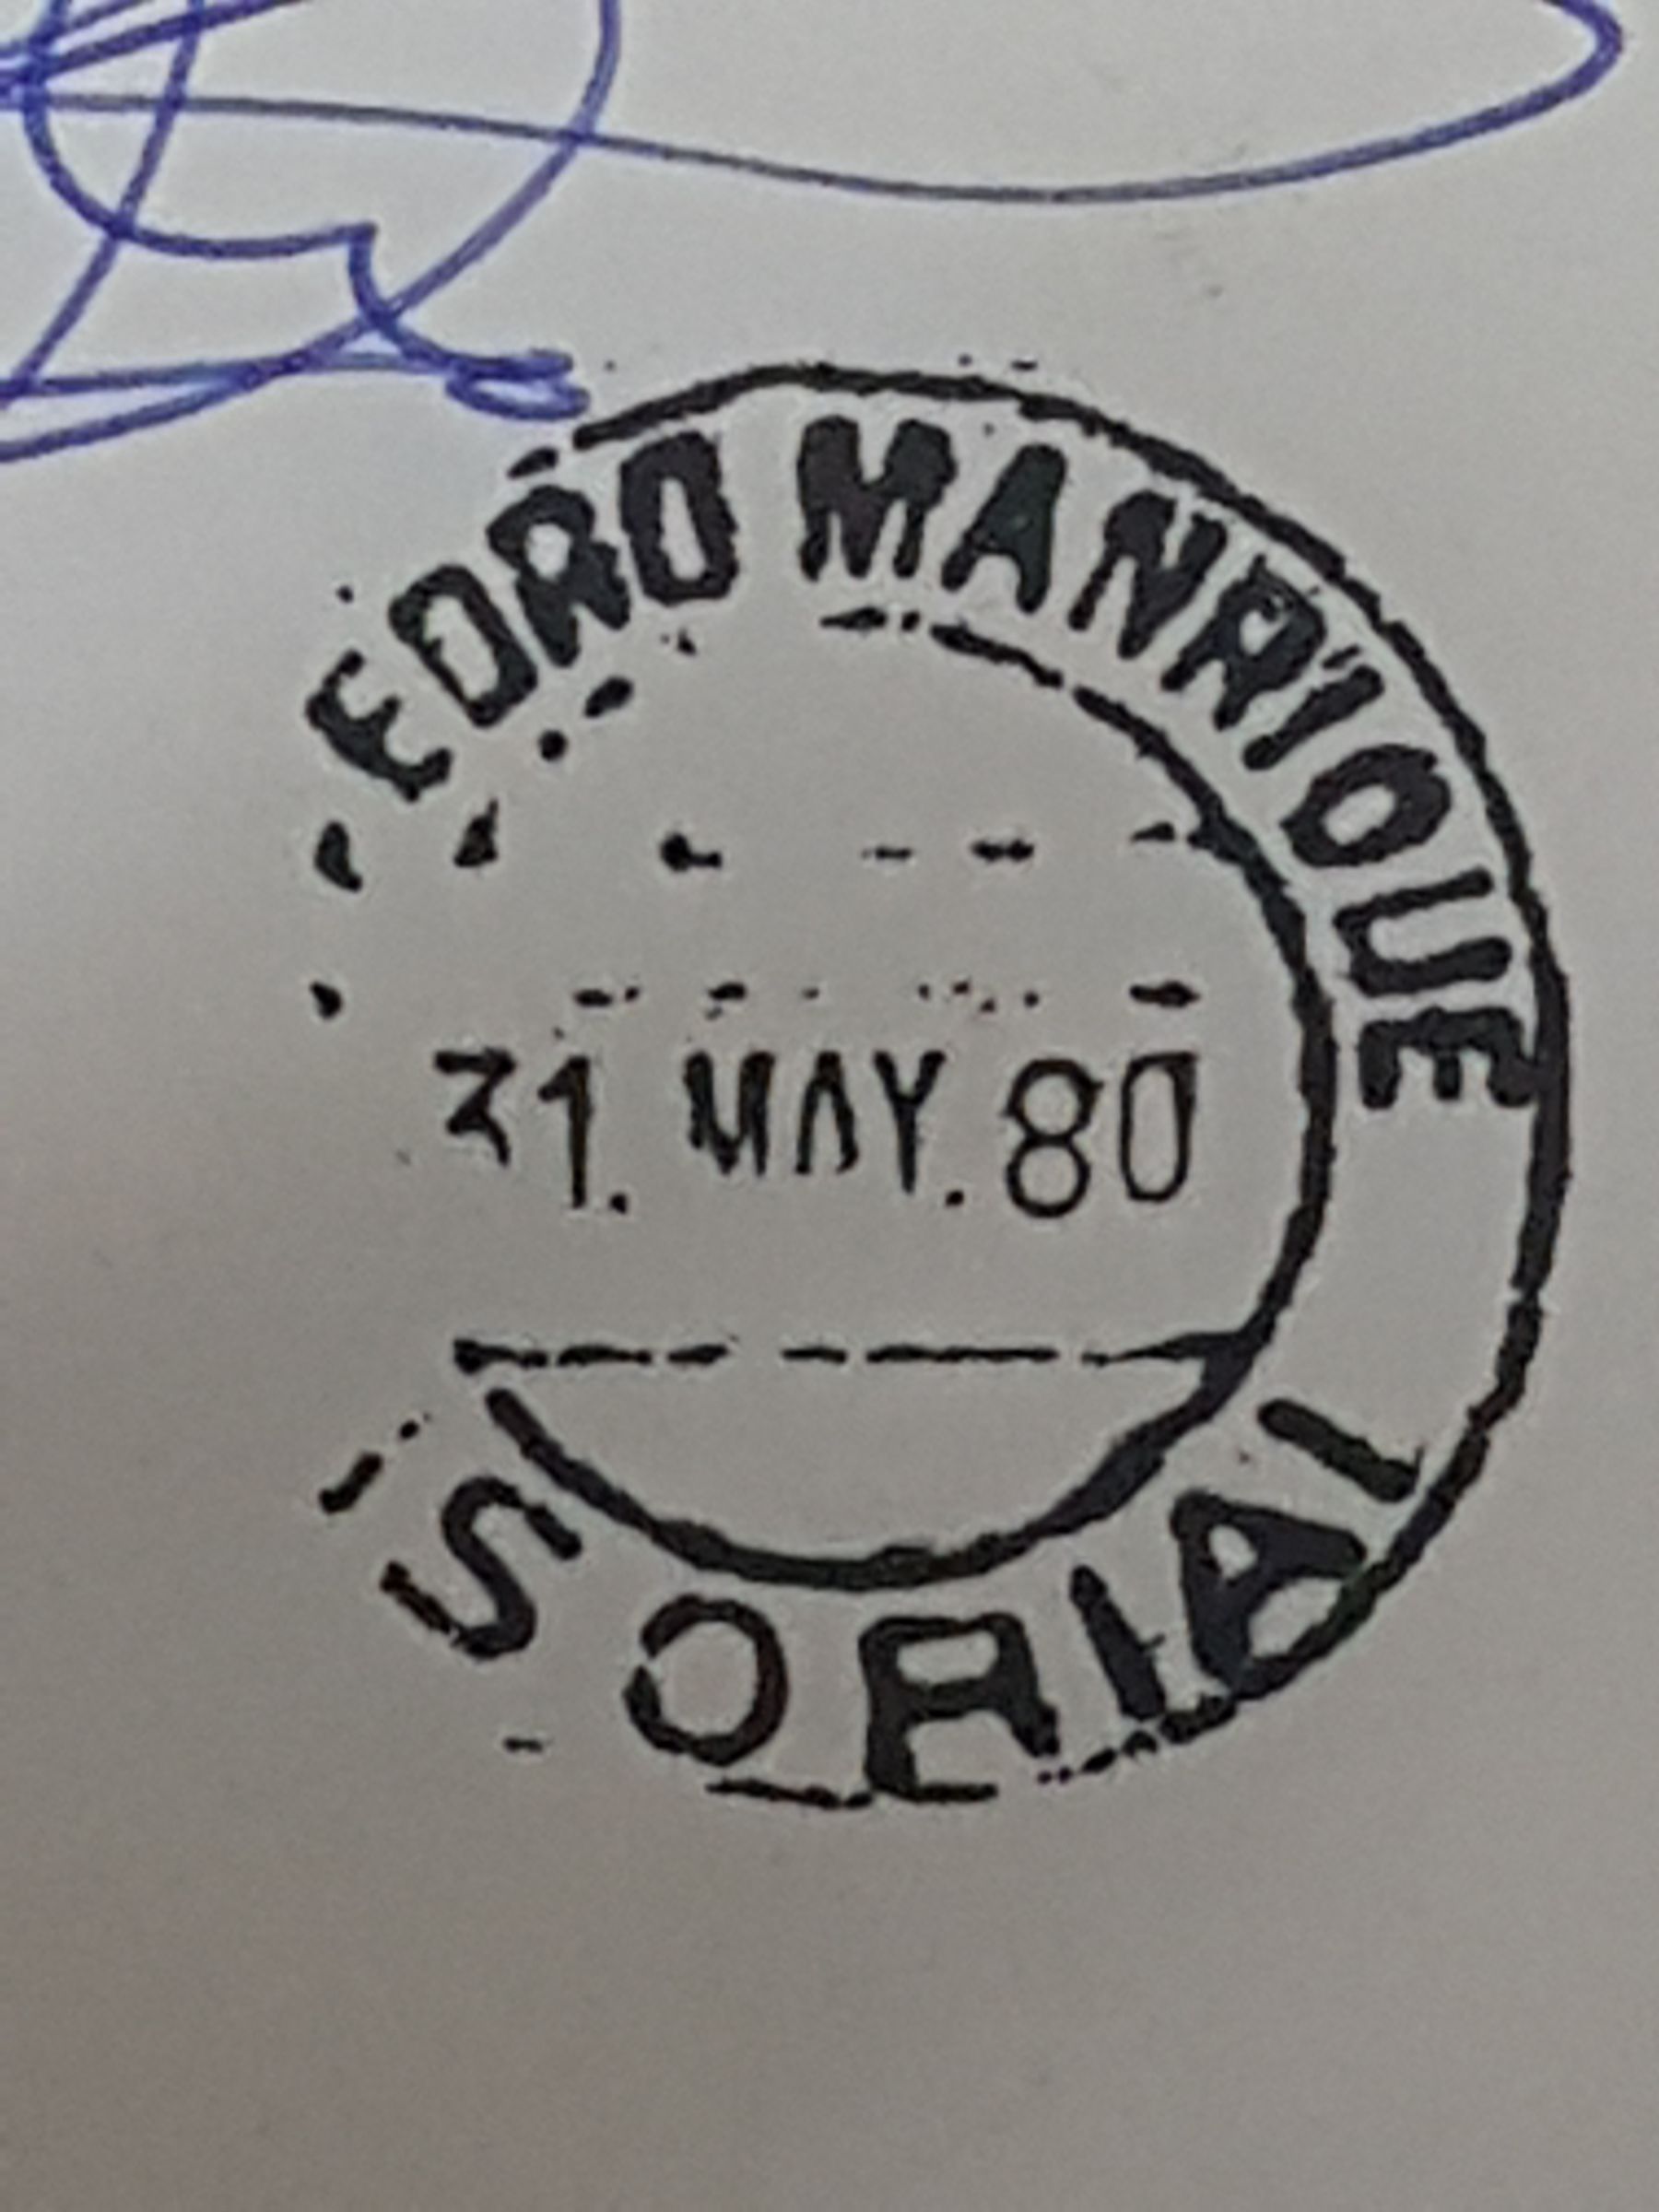 EDRO MANRIQUE
31. MAY. 80
SORIA